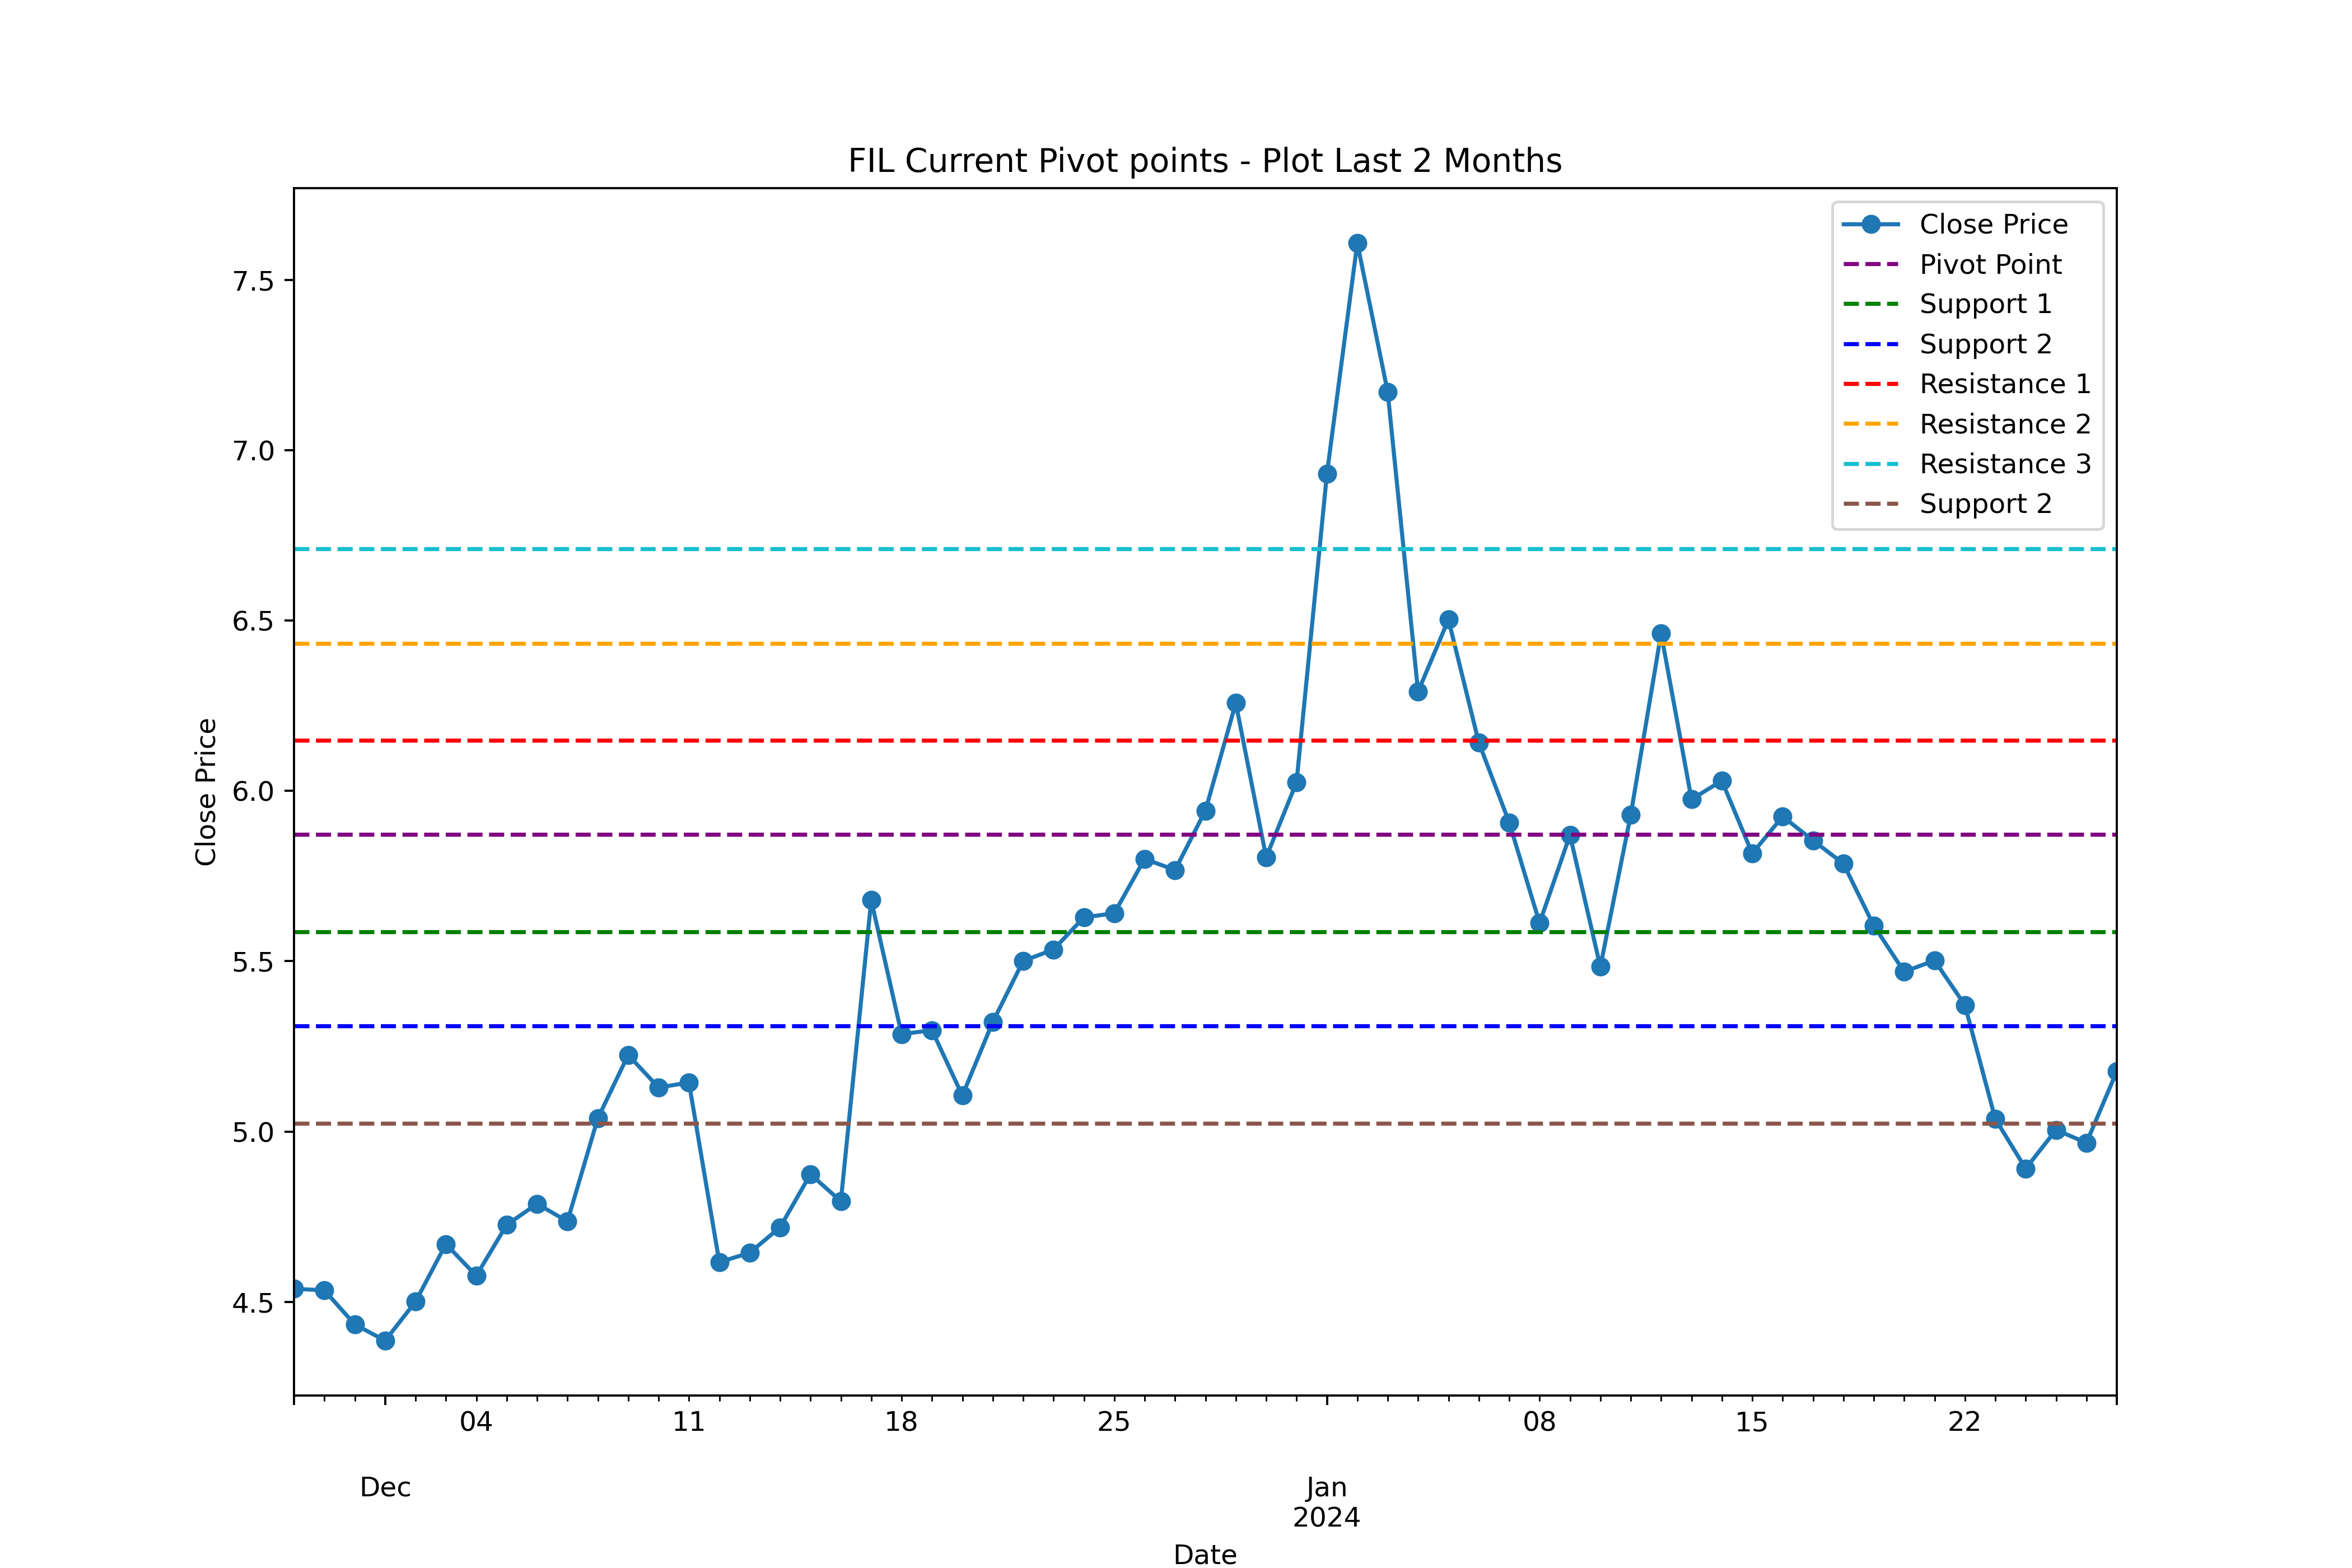 FIL Current Pivot points - Plot Last 2 Months
Close Price
Pivot Point
Support 1
Support 2
Resistance 1
Resistance 2
Resistance 3
Support 2
Close Price
7.5
7.0
6.5
6.0
5.5
5.0
4.5
04 11 18 25 08 15 22
Dec Jan
2024
Date